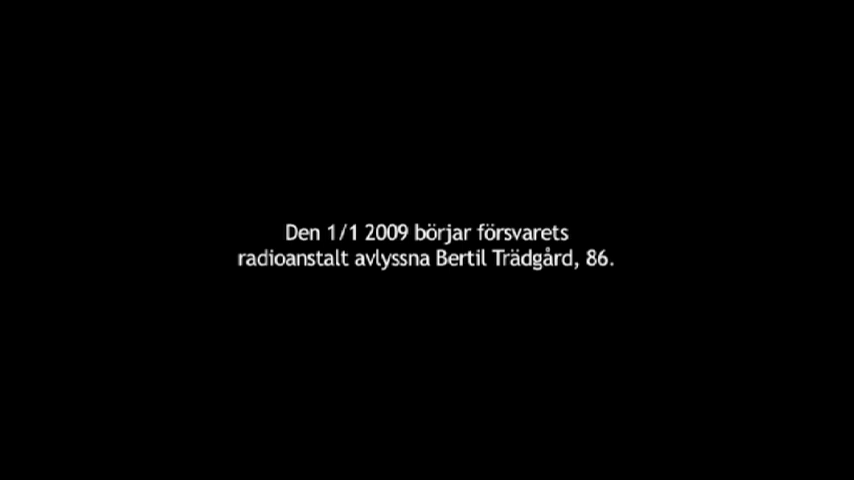 Den 1/1 2009 börjar försvarets
radioanstalt avlyssna Bertil Trädgård, 86.